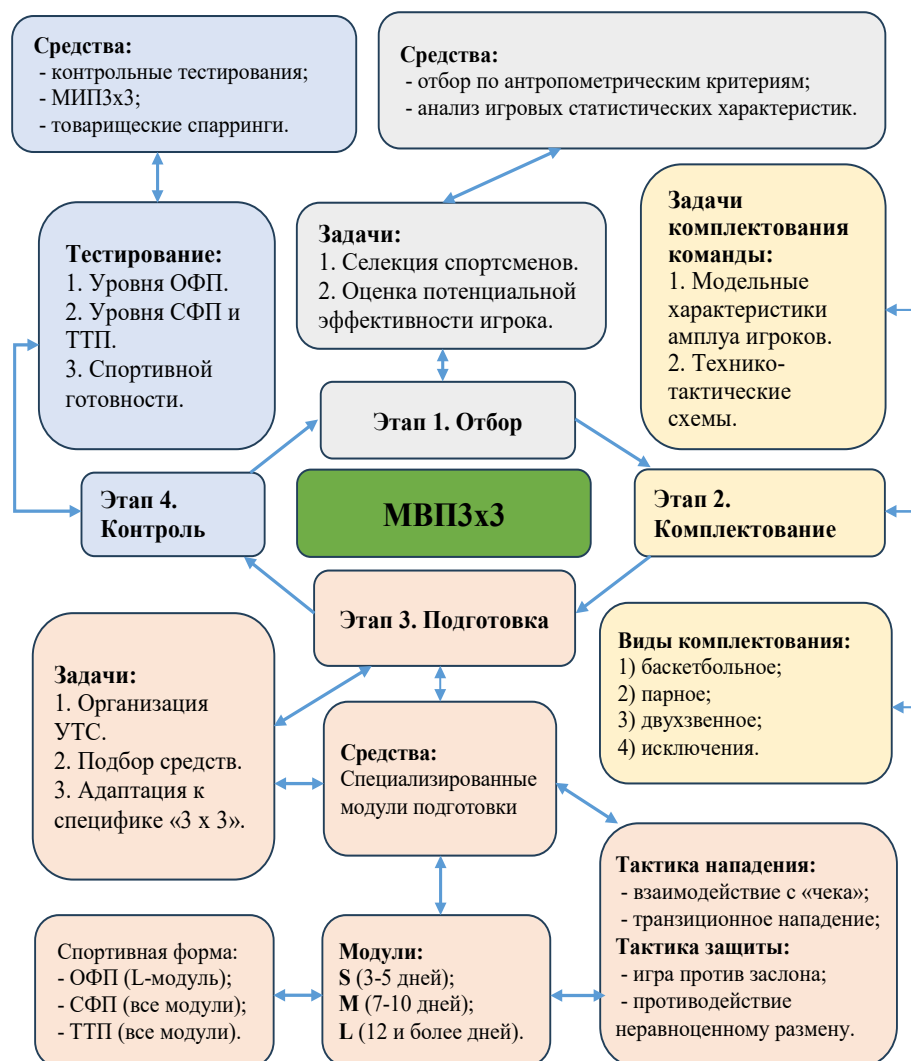 Средства:
- контрольные тестирования;
- МИП3х3;
- товарищеские спарринги.
Средства:
- отбор по антропометрическим критериям;
- анализ игровых статистических характеристик.
Тестирование:
1. Уровня ОФП.
2. Уровня СФП и
ТТП.
3. Спортивной
готовности.
Задачи:
1. Селекция спортсменов.
2. Оценка потенциальной
эффективности игрока.
Задачи
комплектования
команды:
1. Модельные
характеристики
амплуа игроков.
2. Технико-
тактические
схемы.
Этап 1. Отбор
Этап 4.
Контроль
МВП3х3
Этап 2.
Комплектование
Этап 3. Подготовка
Задачи:
1. Организация
УТС.
2. Подбор средств.
3. Адаптация к
специфике «3 х 3».
Средства:
Специализированные
модули подготовки
Виды комплектования:
1) баскетбольное;
2) парное;
3) двухзвенное;
4) исключения.
Спортивная форма:
- ОФП (L-модуль);
- СФП (все модули);
- ТТП (все модули).
Модули:
S (3-5 дней);
M (7-10 дней);
L (12 и более дней).
Тактика нападения:
- взаимодействие с «чека»;
- транзиционное нападение;
Тактика защиты:
- игра против заслона;
- противодействие
неравноценному размену.